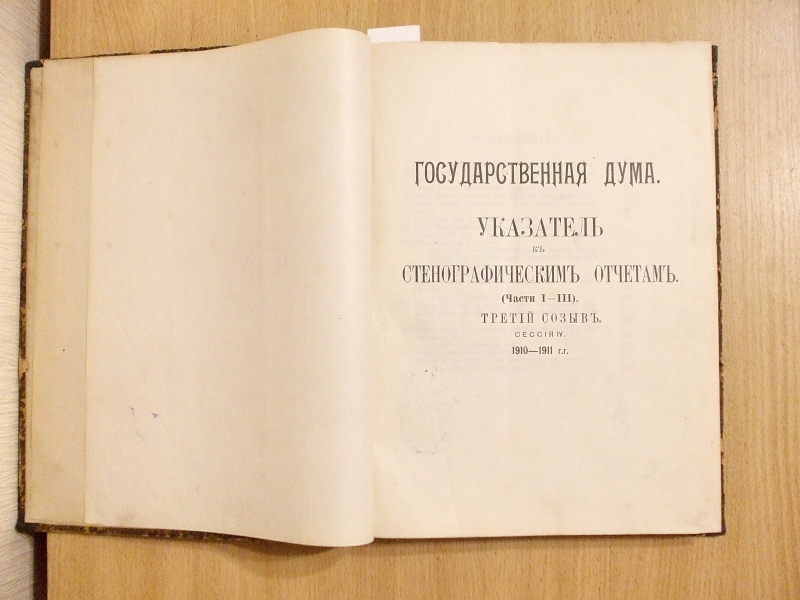 ГОСУДАРСТВЕННАЯ ДУМА.
УКАЗАТЕЛЬ
КЪ
СТЕНОГРАФИЧЕСКИМЪ ОТЧЕТАМЪ.
(Части I—III).
ТРЕТІЙ СОЗЫВЪ.
СЕССІЯ IV.
1910—1911 г.г.